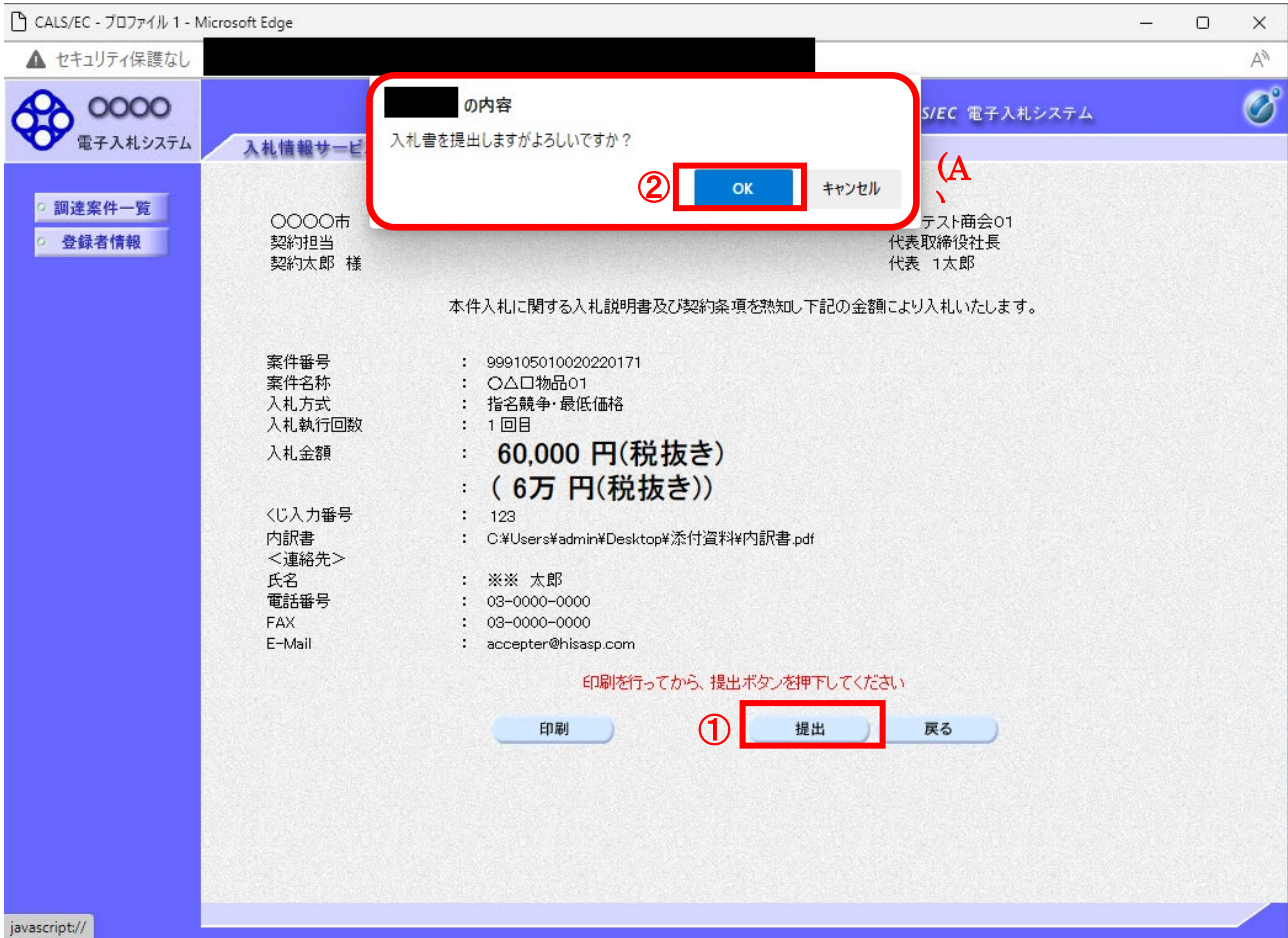 CALS/EC - プロファイル 1 - Microsoft Edge
セキュリティ保護なし
○○○○
電子入札システム
入札情報サービ
S/EC 電子入札システム
の内容
入札書を提出しますがよろしいですか？
② OK キャンセル
(A
、
調達案件一覧
登録者情報
○○○○市
契約担当
契約太郎 様
テスト商会01
代表取締役社長
代表 1太郎
本件入札に関する入札説明書及び契約条項を熟知し下記の金額により入札いたします。
案件番号 : 999105010020220171
案件名称 : ○△口物品01
入札方式 : 指名競争・最低価格
入札執行回数 : 1回目
入札金額 : 60,000 円(税抜き)
: ( 6万 円(税抜き))
くじ入力番号 : 123
内訳書 : C:¥Users¥admin¥Desktop¥添付資料¥内訳書.pdf
＜連絡先＞
氏名 : ※※ 太郎
電話番号 : 03-0000-0000
FAX : 03-0000-0000
E-Mail : accepter@hisasp.com
印刷を行ってから、提出ボタンを押下してください
印刷 ① 提出 戻る
javascript://